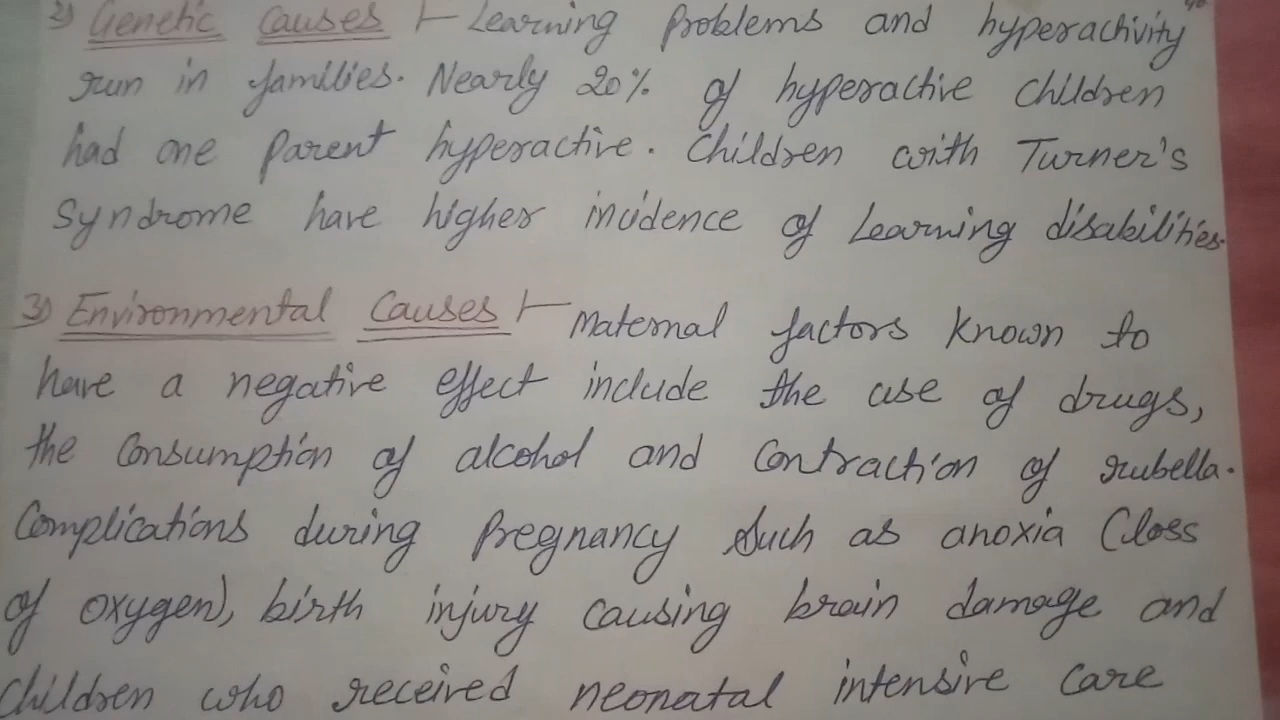 2) Genetic Causes :- Learning Problems and hyperactivity
run in families. Nearly 20% of hyperactive children
had one Parent hyperactive. Children with Turner's
Syndrome have higher incidence of Learning disabilities.
3) Environmental Causes :- Maternal factors known to
have a negative effect include the use of drugs,
the Consumption of alcohol and Contraction of rubella.
Complications during Pregnancy Such as anoxia (loss
of oxygen), birth injury causing brain damage and
Children who received neonatal intensive care